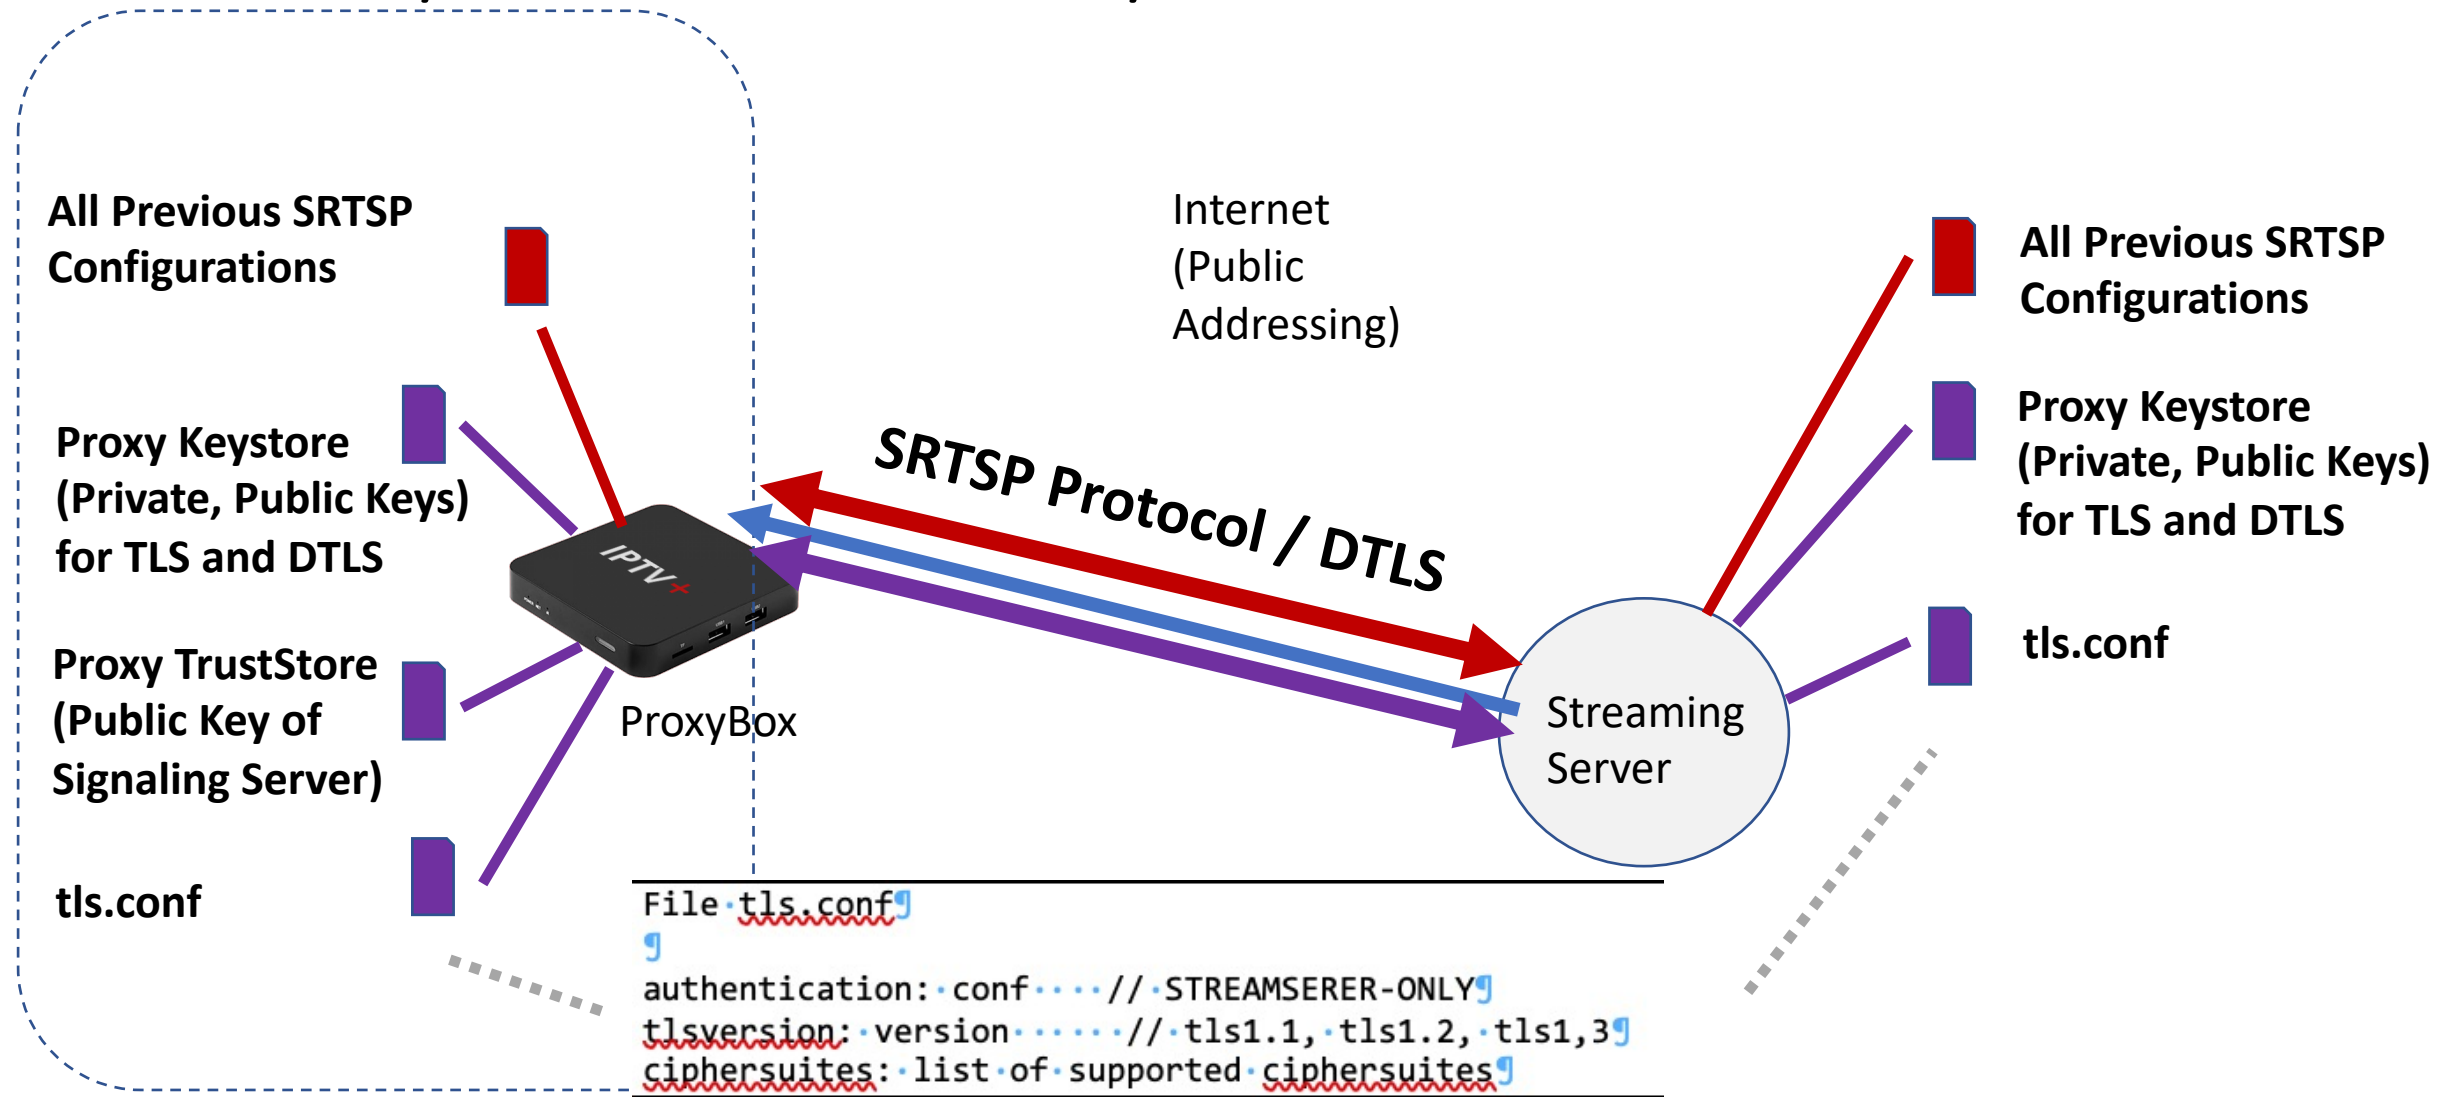 All Previous SRTSP
Configurations
Proxy Keystore
(Private, Public Keys)
for TLS and DTLS
Proxy TrustStore
(Public Key of
Signaling Server)
tls.conf
IPTV+
ProxyBox
Internet
(Public
Addressing)
SRTSP Protocol / DTLS
Streaming
Server
All Previous SRTSP
Configurations
Proxy Keystore
(Private, Public Keys)
for TLS and DTLS
tls.conf
File tls.conf¶
¶
authentication: conf    // STREAMSERER-ONLY¶
tlsversion: version      // tls1.1, tls1.2, tls1,3¶
ciphersuites: list of supported ciphersuites¶